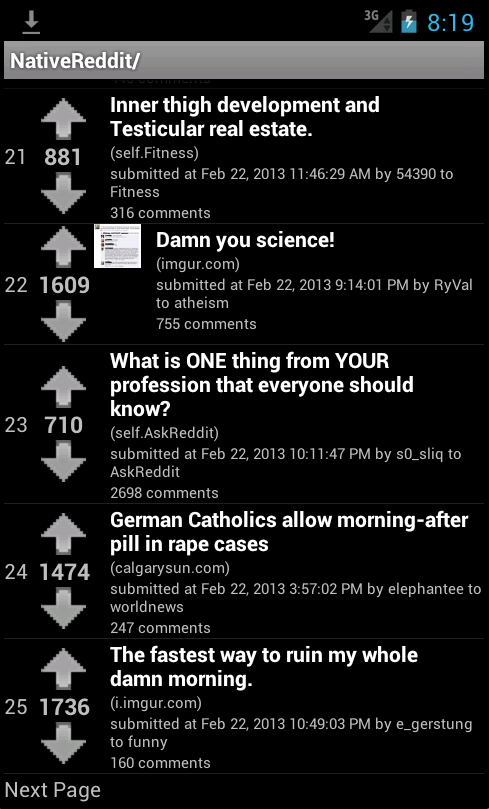 3G 8:19
NativeReddit/
21
881
Inner thigh development and
Testicular real estate.
(self.Fitness)
submitted at Feb 22, 2013 11:46:29 AM by 54390 to
Fitness
316 comments
22
1609
Damn you science!
(imgur.com)
submitted at Feb 22, 2013 9:14:01 PM by RyVal
to atheism
755 comments
23
710
What is ONE thing from YOUR
profession that everyone should
know?
(self.AskReddit)
submitted at Feb 22, 2013 10:11:47 PM by s0_sliq to
AskReddit
2698 comments
24
1474
German Catholics allow morning-after
pill in rape cases
(calgarysun.com)
submitted at Feb 22, 2013 3:57:02 PM by elephantee to
worldnews
247 comments
25
1736
The fastest way to ruin my whole
damn morning.
(i.imgur.com)
submitted at Feb 22, 2013 10:49:03 PM by e_gerstung
to funny
160 comments
Next Page